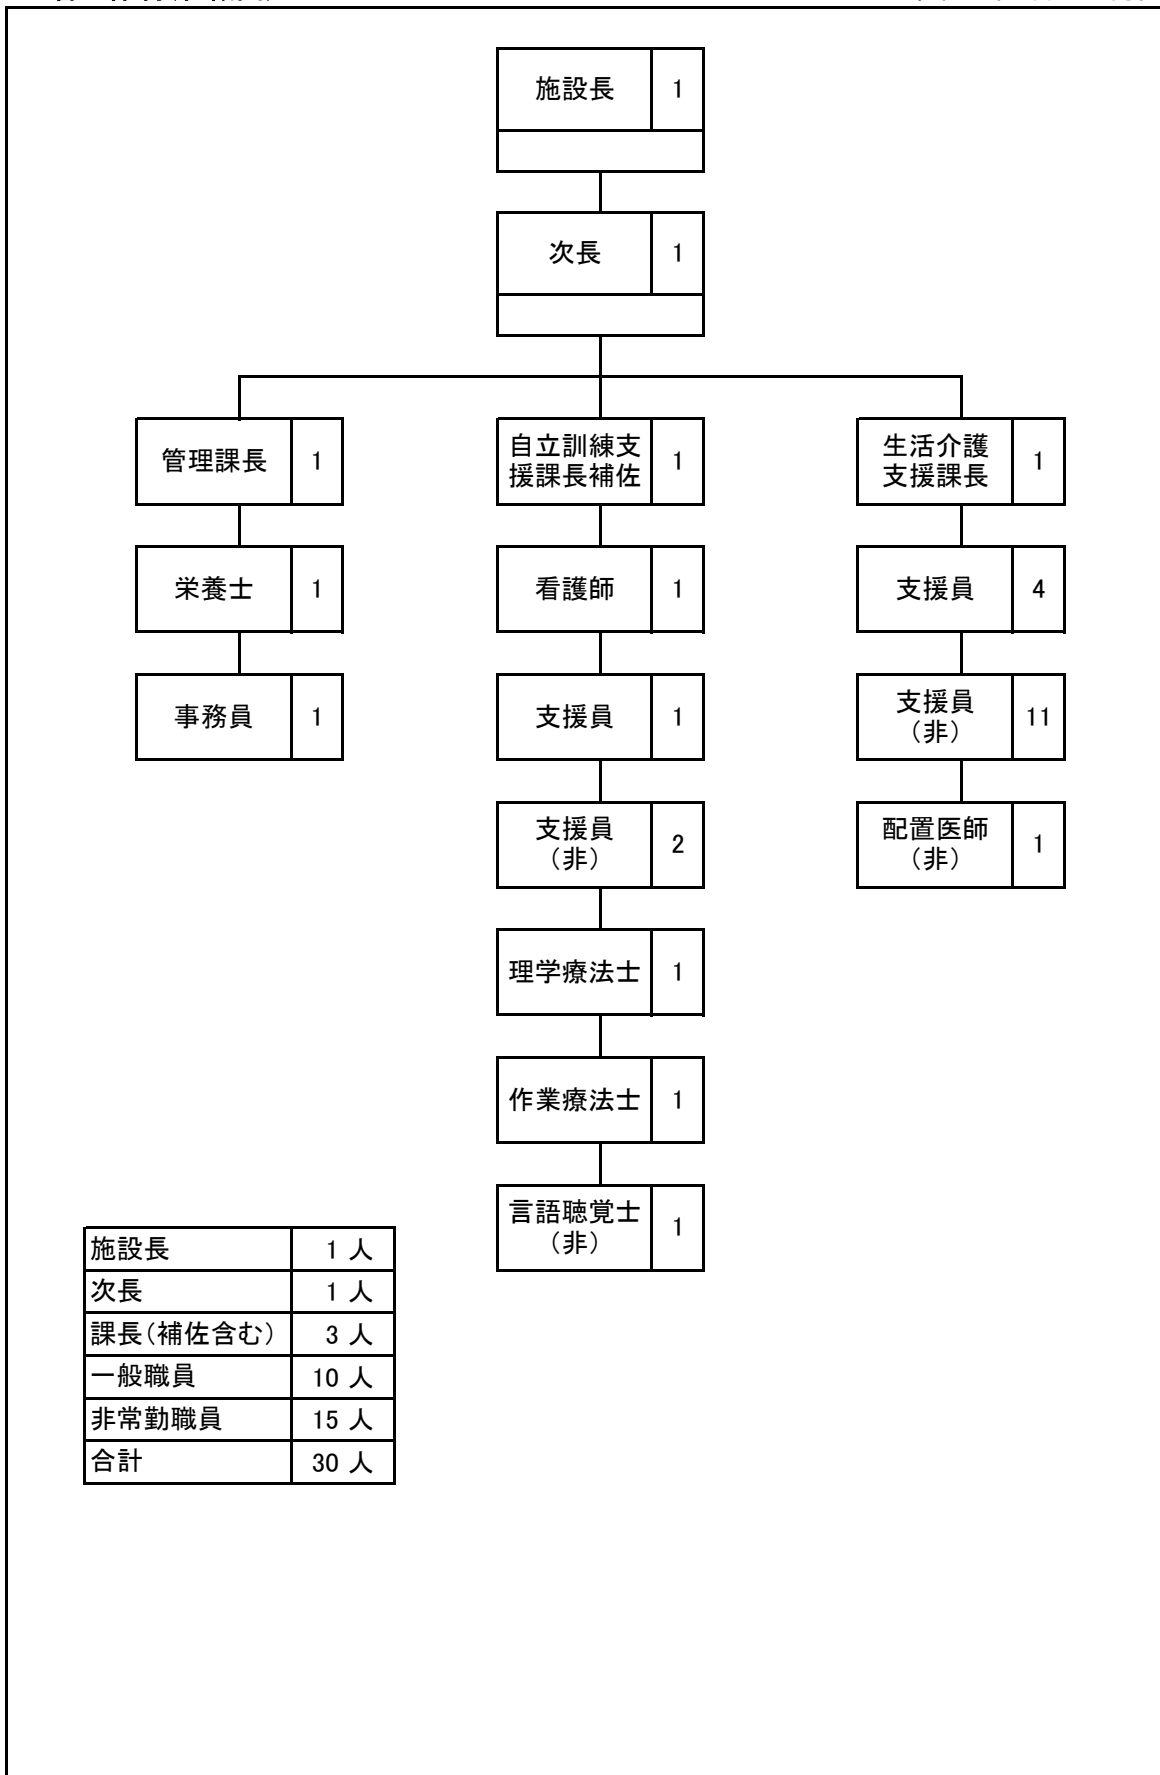 施設長 1
次長 1
管理課長 1
自立訓練支
援課長補佐 1
生活介護
支援課長 1
栄養士 1
看護師 1
支援員 4
事務員 1
支援員 1
支援員
（非） 11
支援員
（非） 2
配置医師
（非） 1
理学療法士 1
作業療法士 1
言語聴覚士
（非） 1
施設長 1 人
次長 1 人
課長（補佐含む） 3 人
一般職員 10 人
非常勤職員 15 人
合計 30 人